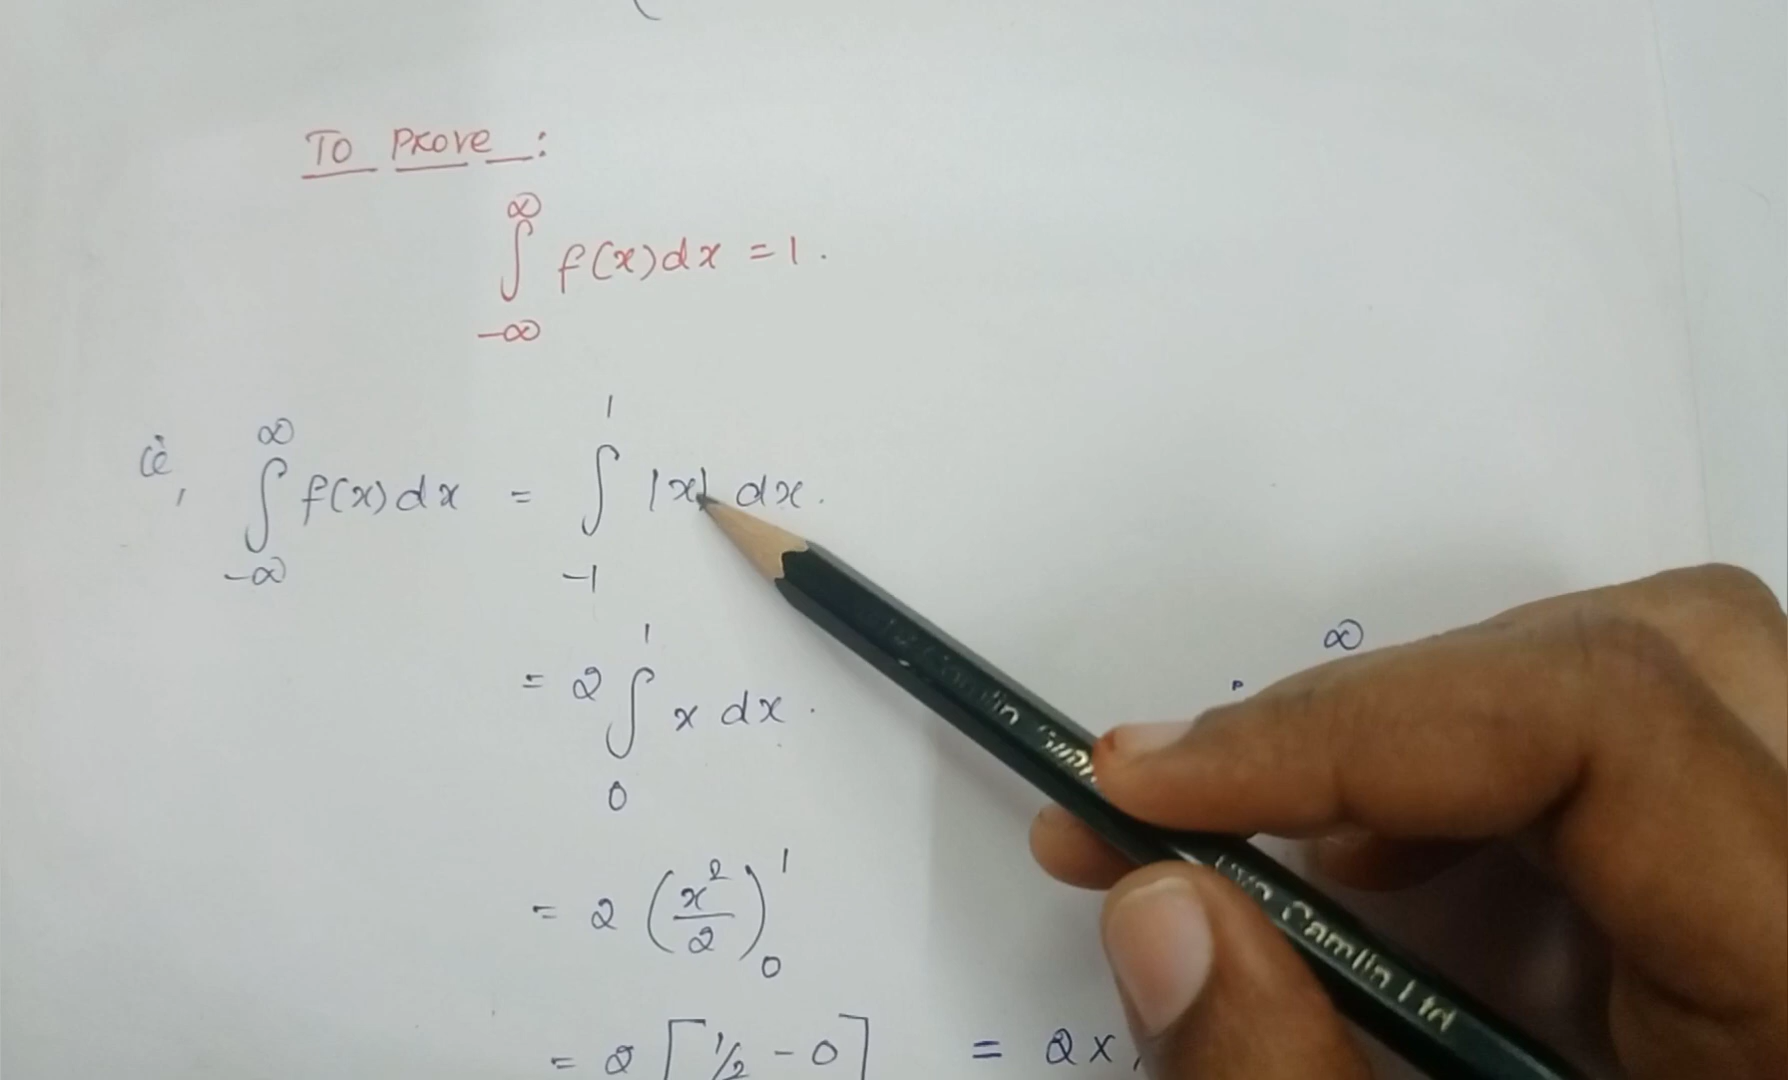 To Prove :
∞
∫ f(x)dx = 1.
-∞
ie, ∫_{-∞}^{∞} f(x)dx = ∫_{-1}^{1} |x| dx.
= 2 ∫_{0}^{1} x dx.
∞
= 2 (x²/2)_{0}^{1}
= 2 [1/2 - 0] = 2 x
Camlin Ltd